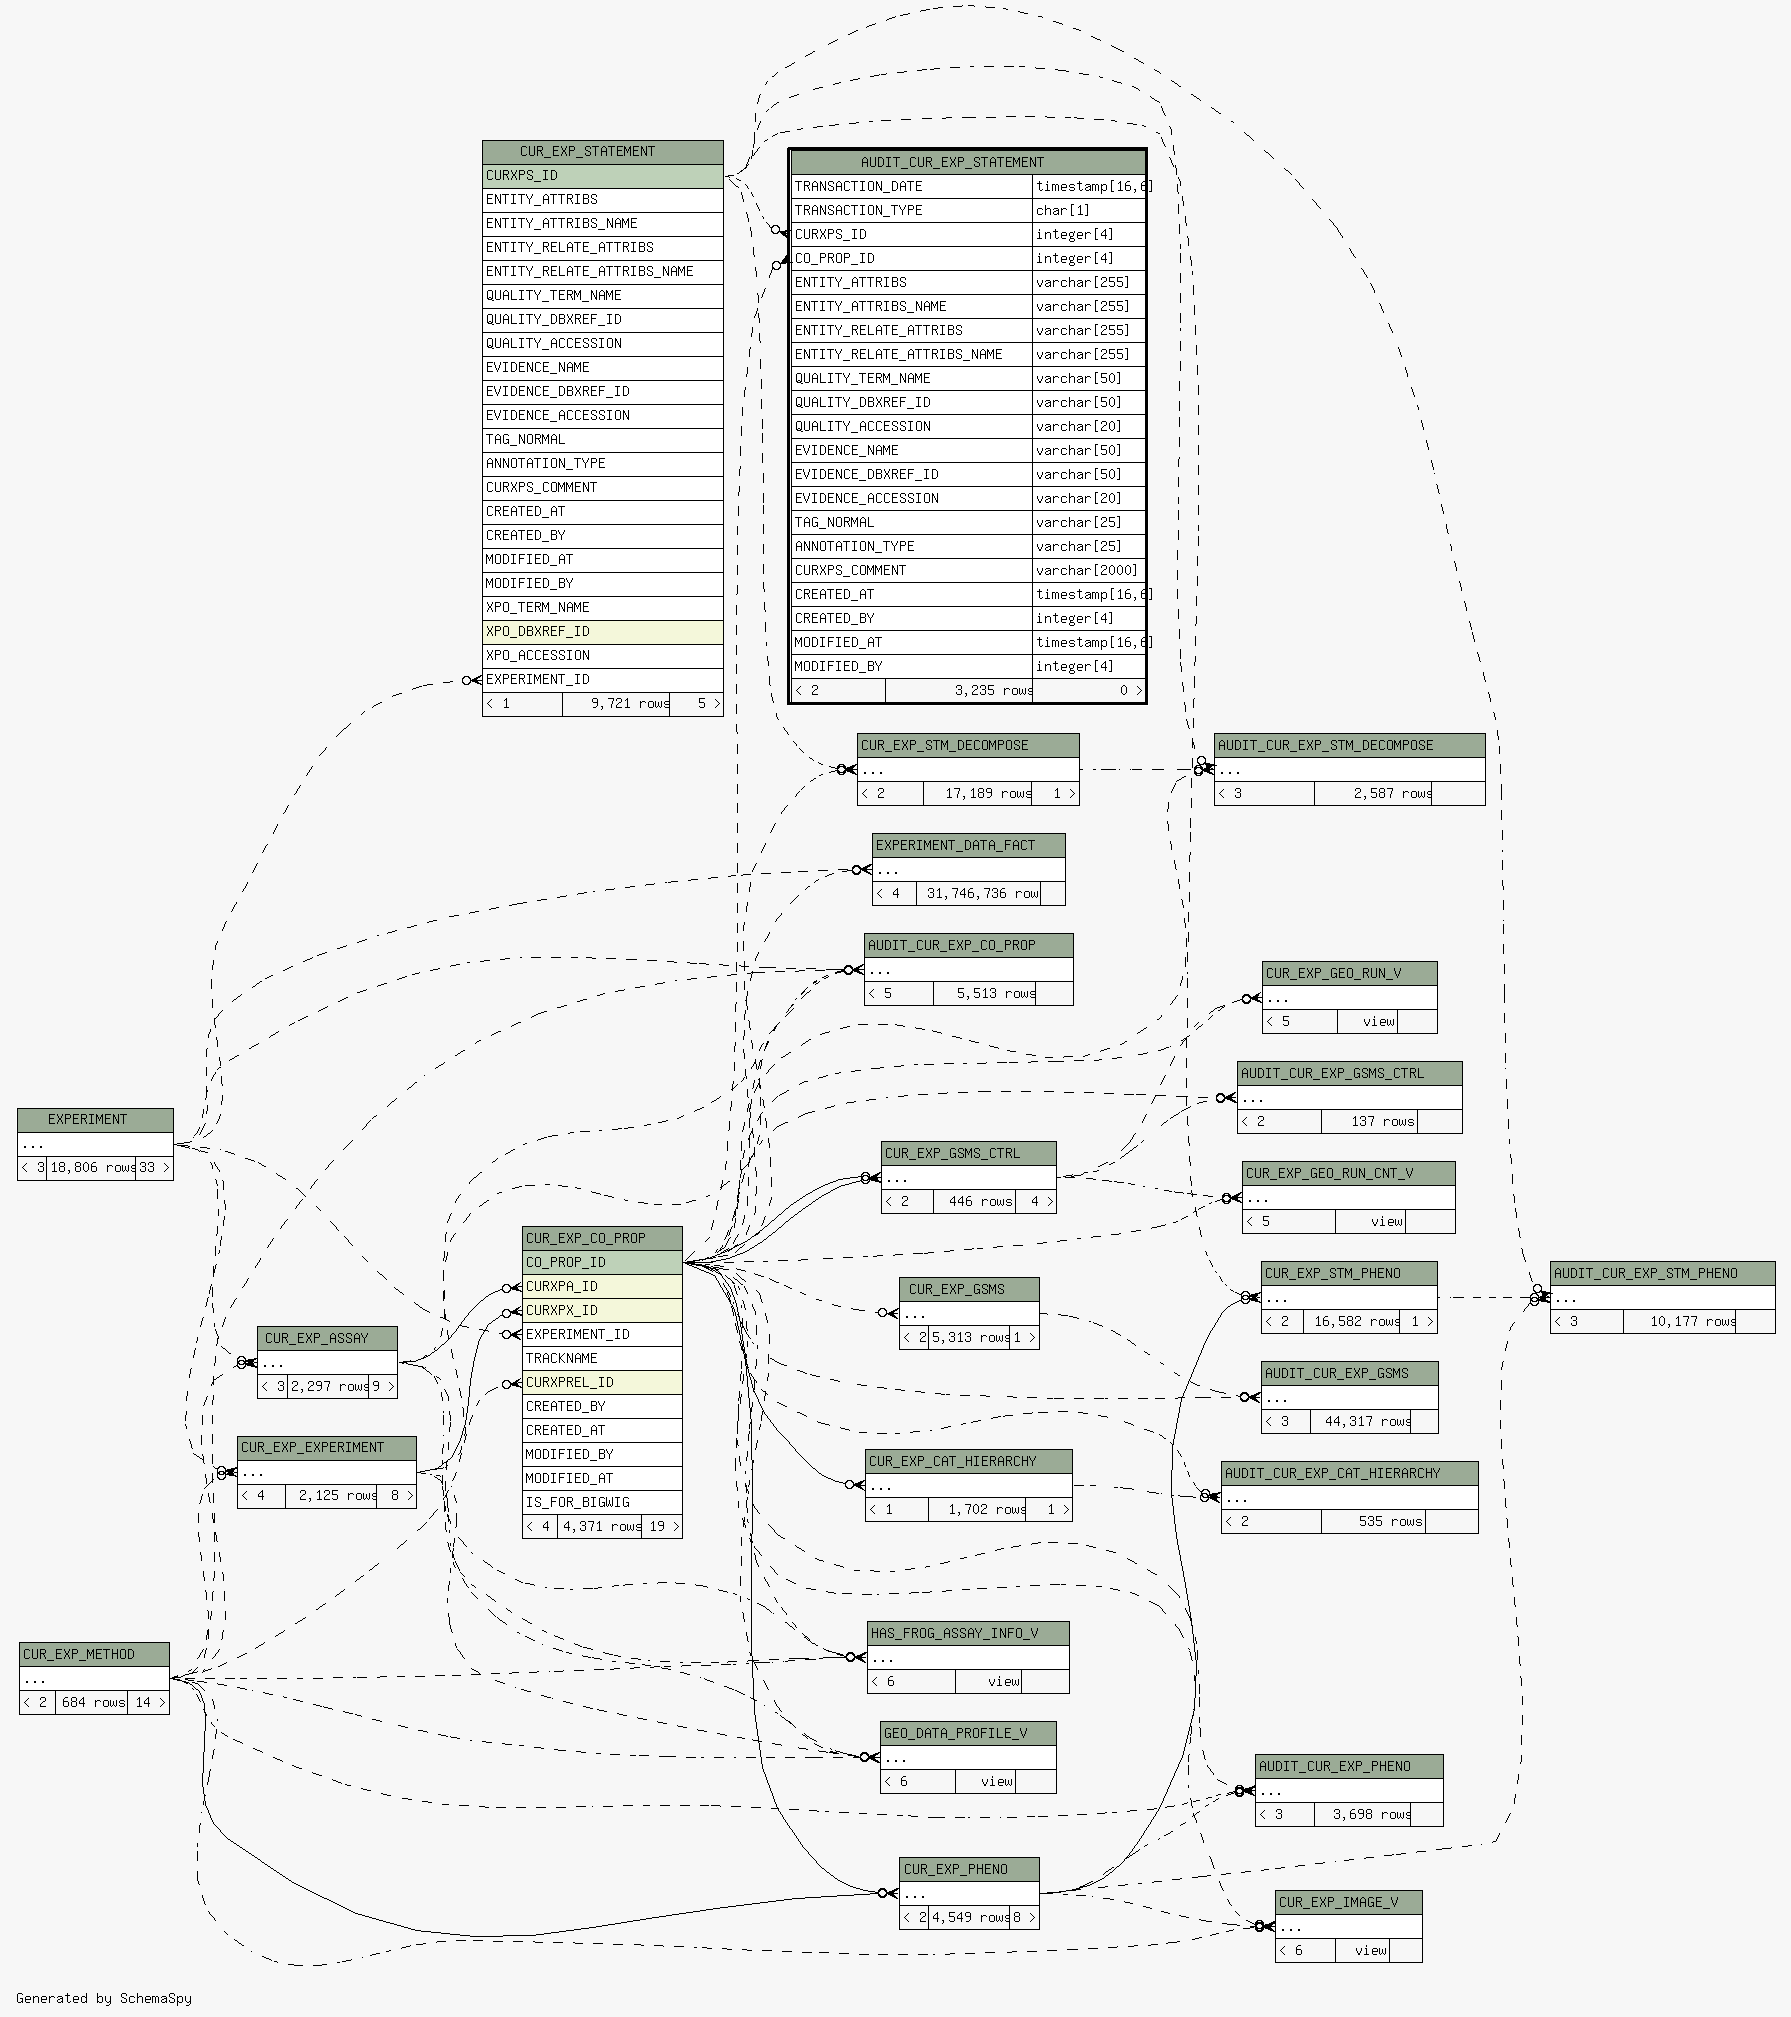 CUR_EXP_STATEMENT
CURXPS_ID
ENTITY_ATTRIBS
ENTITY_ATTRIBS_NAME
ENTITY_RELATE_ATTRIBS
ENTITY_RELATE_ATTRIBS_NAME
QUALITY_TERM_NAME
QUALITY_DBXREF_ID
QUALITY_ACCESSION
EVIDENCE_NAME
EVIDENCE_DBXREF_ID
EVIDENCE_ACCESSION
TAG_NORMAL
ANNOTATION_TYPE
CURXPS_COMMENT
CREATED_AT
CREATED_BY
MODIFIED_AT
MODIFIED_BY
XPO_TERM_NAME
XPO_DBXREF_ID
XPO_ACCESSION
EXPERIMENT_ID
< 1 9,721 rows 5 >
AUDIT_CUR_EXP_STATEMENT
TRANSACTION_DATE timestamp[16,6]
TRANSACTION_TYPE char[1]
CURXPS_ID integer[4]
CO_PROP_ID integer[4]
ENTITY_ATTRIBS varchar[255]
ENTITY_ATTRIBS_NAME varchar[255]
ENTITY_RELATE_ATTRIBS varchar[255]
ENTITY_RELATE_ATTRIBS_NAME varchar[255]
QUALITY_TERM_NAME varchar[50]
QUALITY_DBXREF_ID varchar[50]
QUALITY_ACCESSION varchar[20]
EVIDENCE_NAME varchar[50]
EVIDENCE_DBXREF_ID varchar[50]
EVIDENCE_ACCESSION varchar[20]
TAG_NORMAL varchar[25]
ANNOTATION_TYPE varchar[25]
CURXPS_COMMENT varchar[2000]
CREATED_AT timestamp[16,6]
CREATED_BY integer[4]
MODIFIED_AT timestamp[16,6]
MODIFIED_BY integer[4]
< 2 3,235 rows 0 >
CUR_EXP_STM_DECOMPOSE
...
< 2 17,189 rows 1 >
AUDIT_CUR_EXP_STM_DECOMPOSE
...
< 3 2,587 rows
EXPERIMENT_DATA_FACT
...
< 4 31,746,736 row
AUDIT_CUR_EXP_CO_PROP
...
< 5 5,513 rows
CUR_EXP_GEO_RUN_V
...
< 5 view
AUDIT_CUR_EXP_GSMS_CTRL
...
< 2 137 rows
EXPERIMENT
...
< 3 18,806 rows 33 >
CUR_EXP_GSMS_CTRL
...
< 2 446 rows 4 >
CUR_EXP_GEO_RUN_CNT_V
...
< 5 view
CUR_EXP_CO_PROP
CO_PROP_ID
CURXPA_ID
CURXPX_ID
EXPERIMENT_ID
TRACKNAME
CURXPREL_ID
CREATED_BY
CREATED_AT
MODIFIED_BY
MODIFIED_AT
IS_FOR_BIGWIG
< 4 4,371 rows 19 >
CUR_EXP_GSMS
...
< 2 5,313 rows 1 >
CUR_EXP_STM_PHENO
...
< 2 16,582 rows 1 >
AUDIT_CUR_EXP_STM_PHENO
...
< 3 10,177 rows
CUR_EXP_ASSAY
...
< 3 2,297 rows 9 >
AUDIT_CUR_EXP_GSMS
...
< 3 44,317 rows
CUR_EXP_EXPERIMENT
...
< 4 2,125 rows 8 >
CUR_EXP_CAT_HIERARCHY
...
< 1 1,702 rows 1 >
AUDIT_CUR_EXP_CAT_HIERARCHY
...
< 2 535 rows
CUR_EXP_METHOD
...
< 2 684 rows 14 >
HAS_FROG_ASSAY_INFO_V
...
< 6 view
GEO_DATA_PROFILE_V
...
< 6 view
AUDIT_CUR_EXP_PHENO
...
< 3 3,698 rows
CUR_EXP_PHENO
...
< 2 4,549 rows 8 >
CUR_EXP_IMAGE_V
...
< 6 view
Generated by SchemaSpy